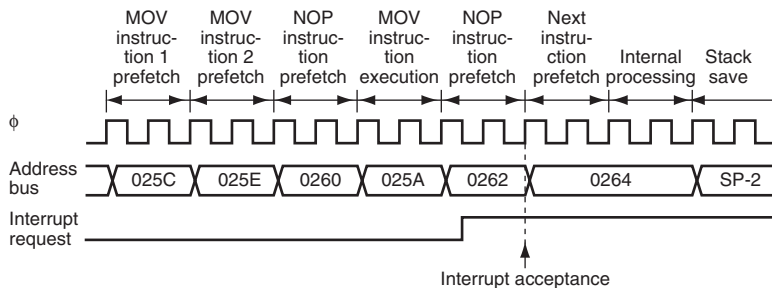 MOV
instruc-
tion 1
prefetch
MOV
instruc-
tion 2
prefetch
NOP
instruc-
tion
prefetch
MOV
instruc-
tion
execution
NOP
instruc-
tion
prefetch
Next
instru-
ction
prefetch
Internal
processing
Stack
save
φ
Address
bus
025C
025E
0260
025A
0262
0264
SP-2
Interrupt
request
Interrupt acceptance